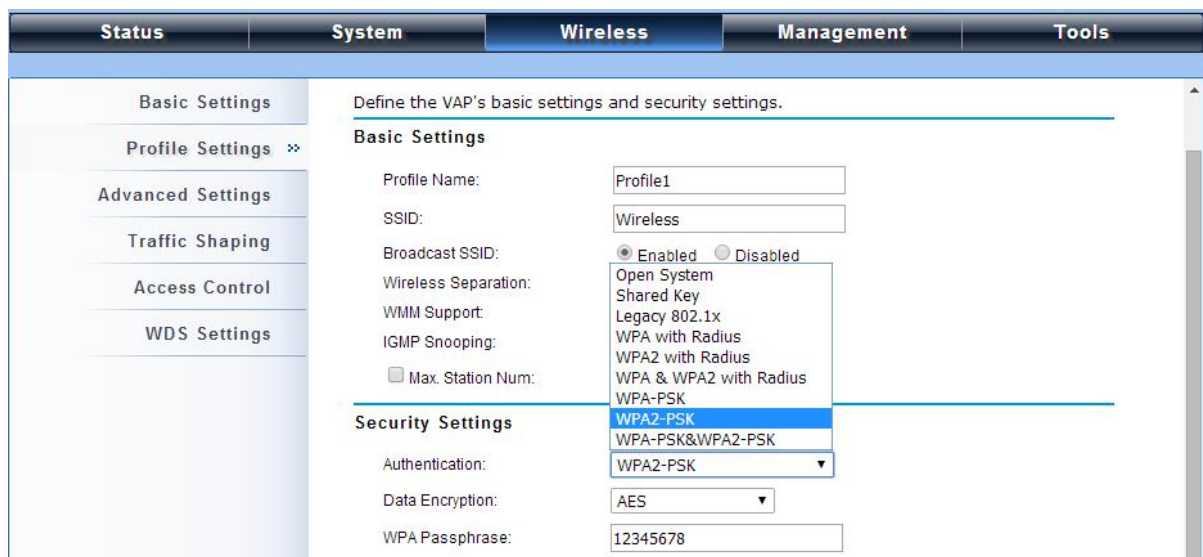 Status System Wireless Management Tools
Basic Settings
Profile Settings »
Advanced Settings
Traffic Shaping
Access Control
WDS Settings
Define the VAP's basic settings and security settings.
Basic Settings
Profile Name: Profile1
SSID: Wireless
Broadcast SSID: Enabled Disabled
Wireless Separation:
WMM Support:
IGMP Snooping:
Max. Station Num:
Open System
Shared Key
Legacy 802.1x
WPA with Radius
WPA2 with Radius
WPA & WPA2 with Radius
WPA-PSK
WPA2-PSK
WPA-PSK&WPA2-PSK
Security Settings
Authentication: WPA2-PSK
Data Encryption: AES
WPA Passphrase: 12345678